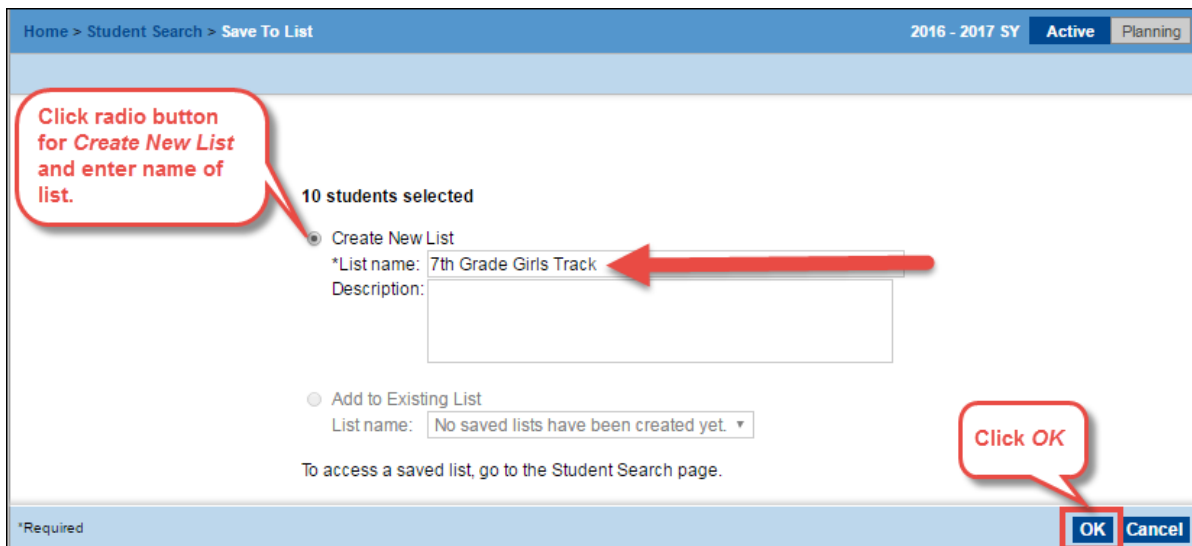 Home > Student Search > Save To List 2016 - 2017 SY Active Planning
Click radio button
for Create New List
and enter name of
list.
10 students selected
Create New List
*List name: 7th Grade Girls Track
Description:
Add to Existing List
List name: No saved lists have been created yet.
Click OK
To access a saved list, go to the Student Search page.
*Required OK Cancel